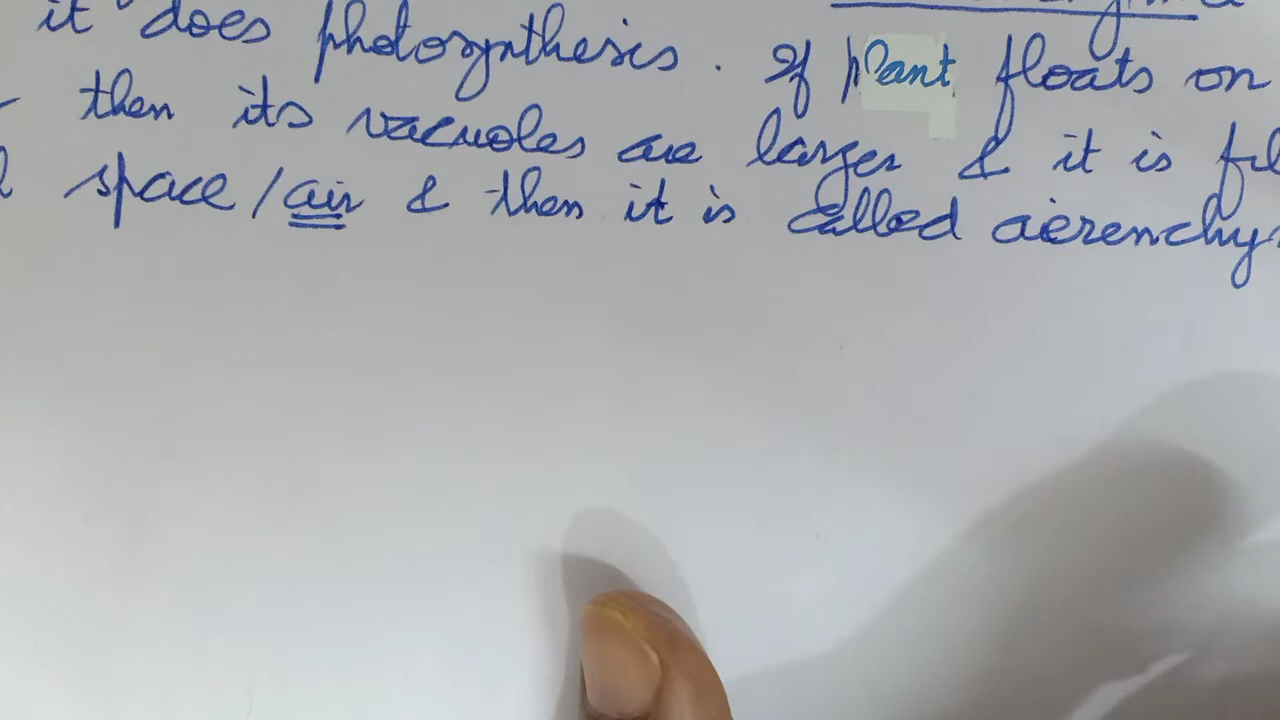 it does photosynthesis. If plant floats on
then its vacuoles are larger & it is
space/air & then it is called aerenchy